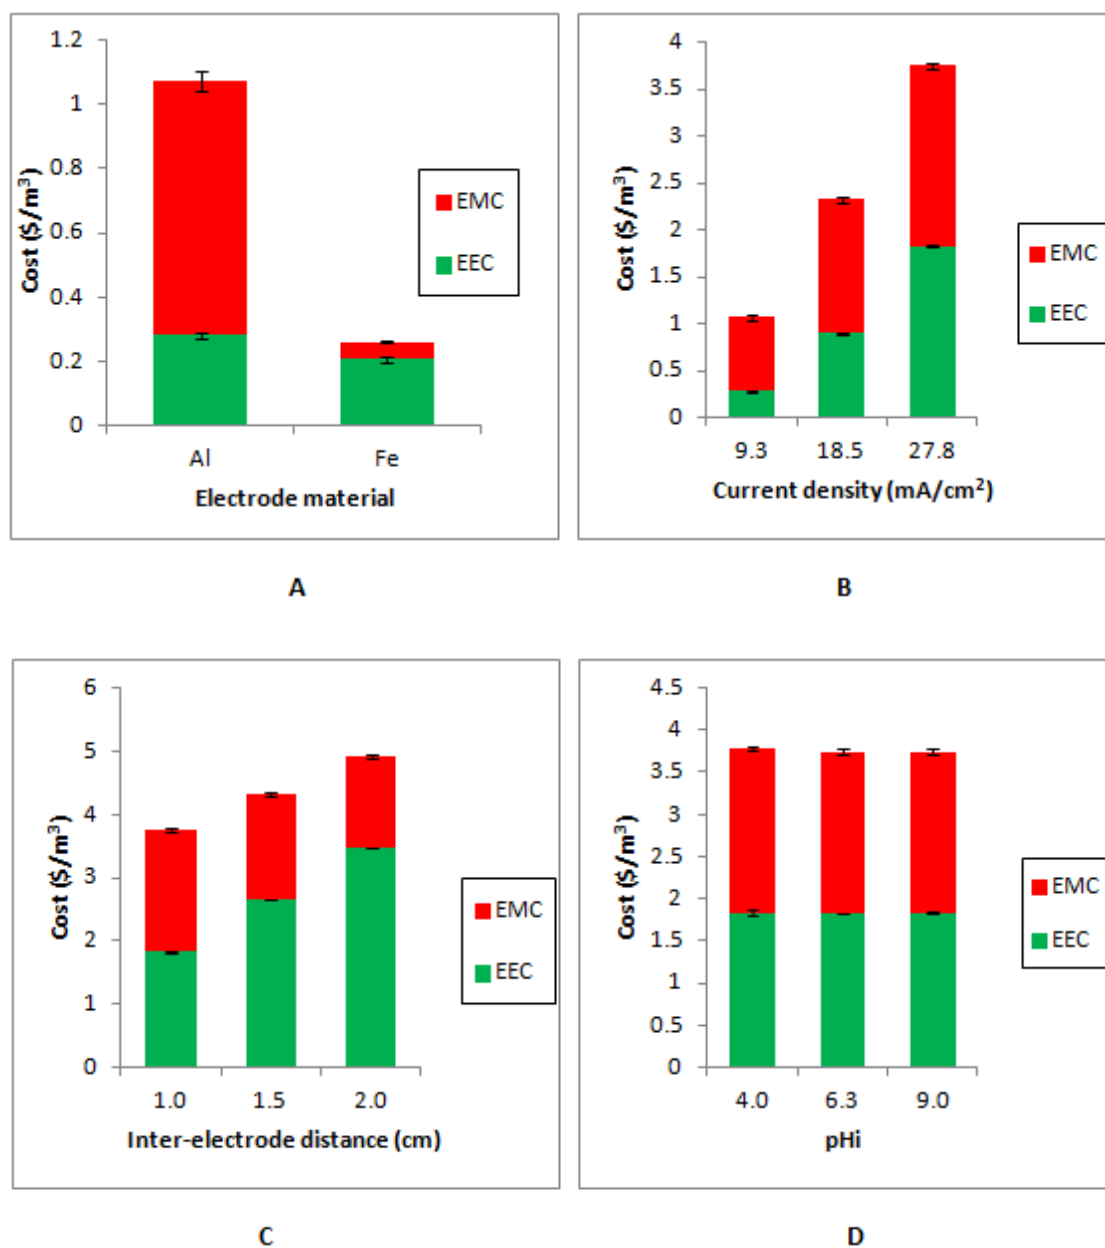 1.2
1
0.8
0.6
0.4
0.2
0
Cost ($/m³)
Al
Fe
Electrode material
EMC
EEC
A
4
3.5
3
2.5
2
1.5
1
0.5
0
Cost ($/m³)
9.3
18.5
27.8
Current density (mA/cm²)
EMC
EEC
B
6
5
4
3
2
1
0
Cost ($/m³)
1.0
1.5
2.0
Inter-electrode distance (cm)
EMC
EEC
C
4.5
4
3.5
3
2.5
2
1.5
1
0.5
0
Cost ($/m³)
4.0
6.3
9.0
pHi
EMC
EEC
D